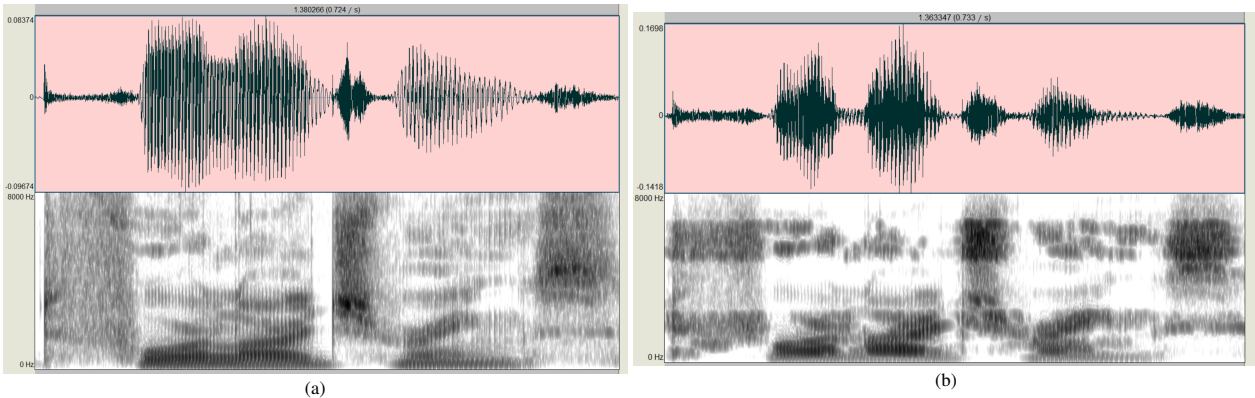 1.380266 (0.724 / s)
0.08374
0
-0.09674
8000 Hz
0 Hz
(a)
1.363347 (0.733 / s)
0.1698
0
-0.1418
8000 Hz
0 Hz
(b)